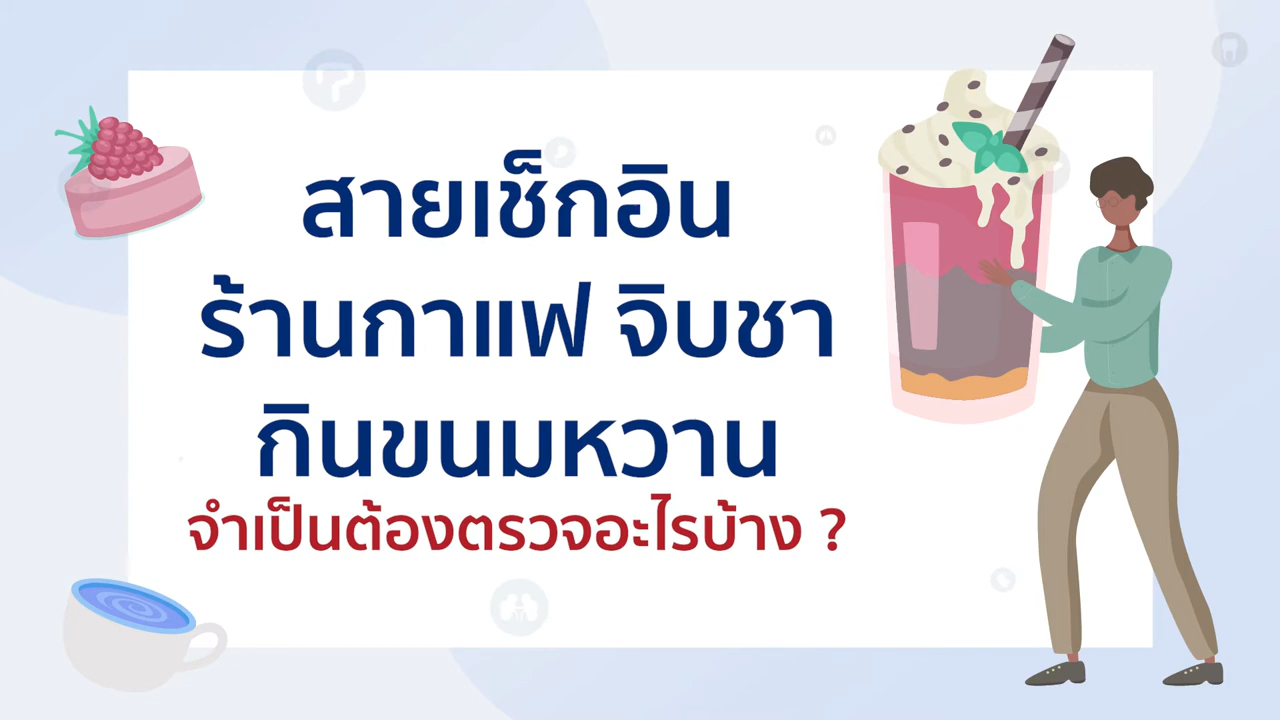 สายเช็กอิน
ร้านกาแฟ จิบชา
กินขนมหวาน
จำเป็นต้องตรวจอะไรบ้าง ?